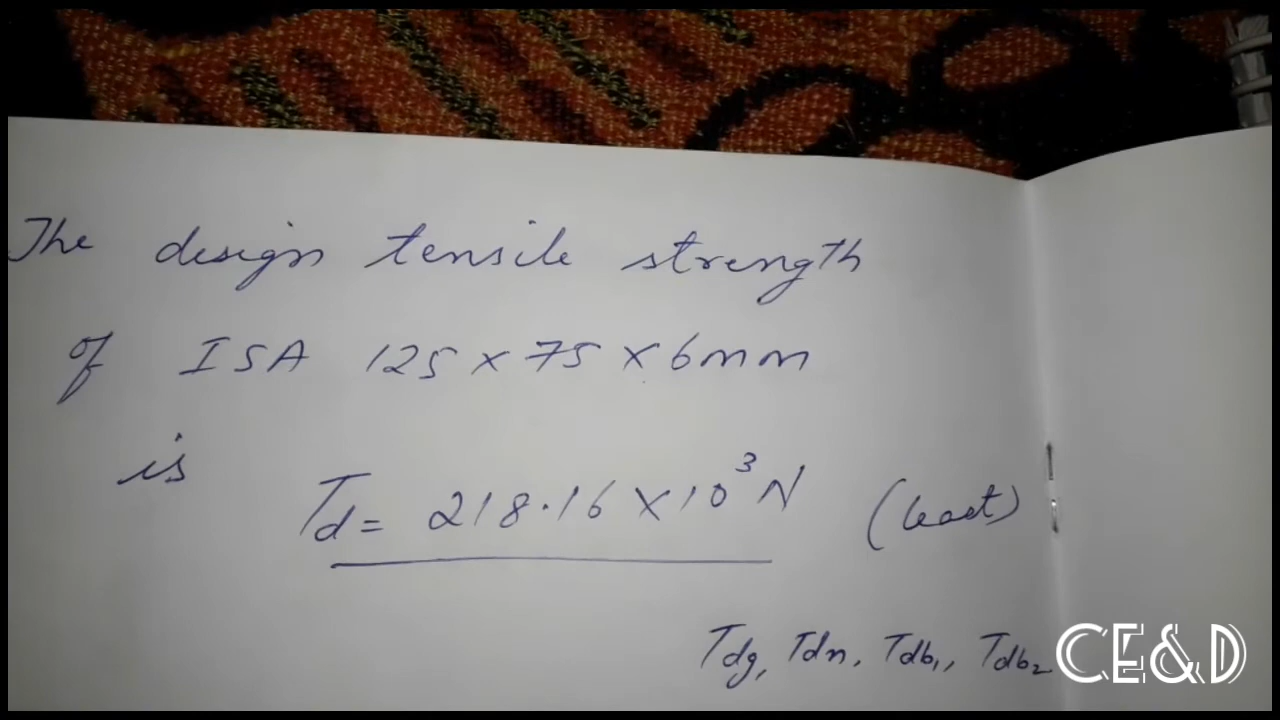 The design tensile strength
of ISA 125 x 75 x 6mm
is
Td = 218.16 x 10³ N (least)
Tdg, Tdn, Tdb₁, Tdb₂
CE&D